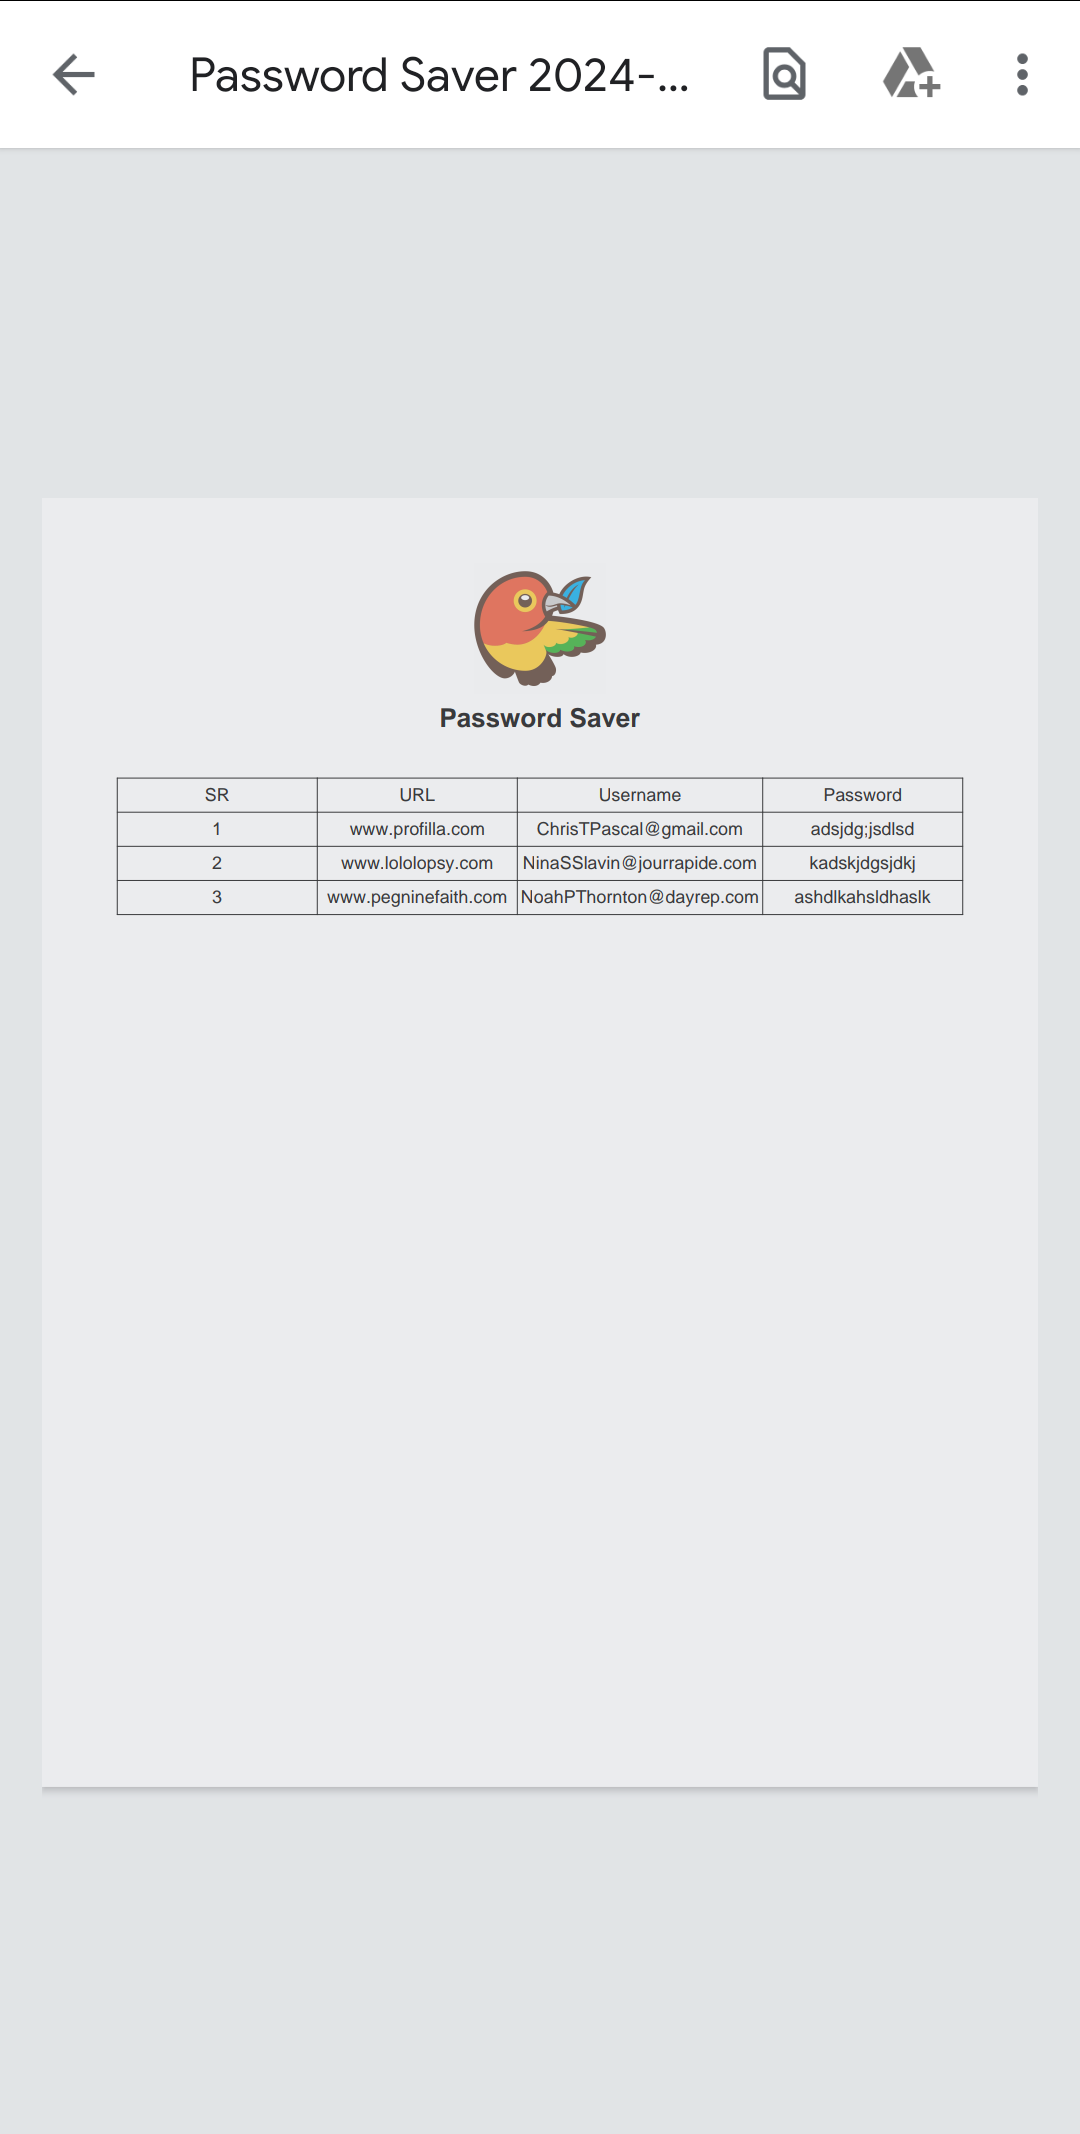 Password Saver 2024-...
Password Saver
SR URL Username Password
1 www.profilla.com ChrisTPascal@gmail.com adsjdg;jsdlsd
2 www.lololopsy.com NinaSSlavin@jourrapide.com kadskjdgsjdkj
3 www.pegninefaith.com NoahPThornton@dayrep.com ashdlkahsldhaslk